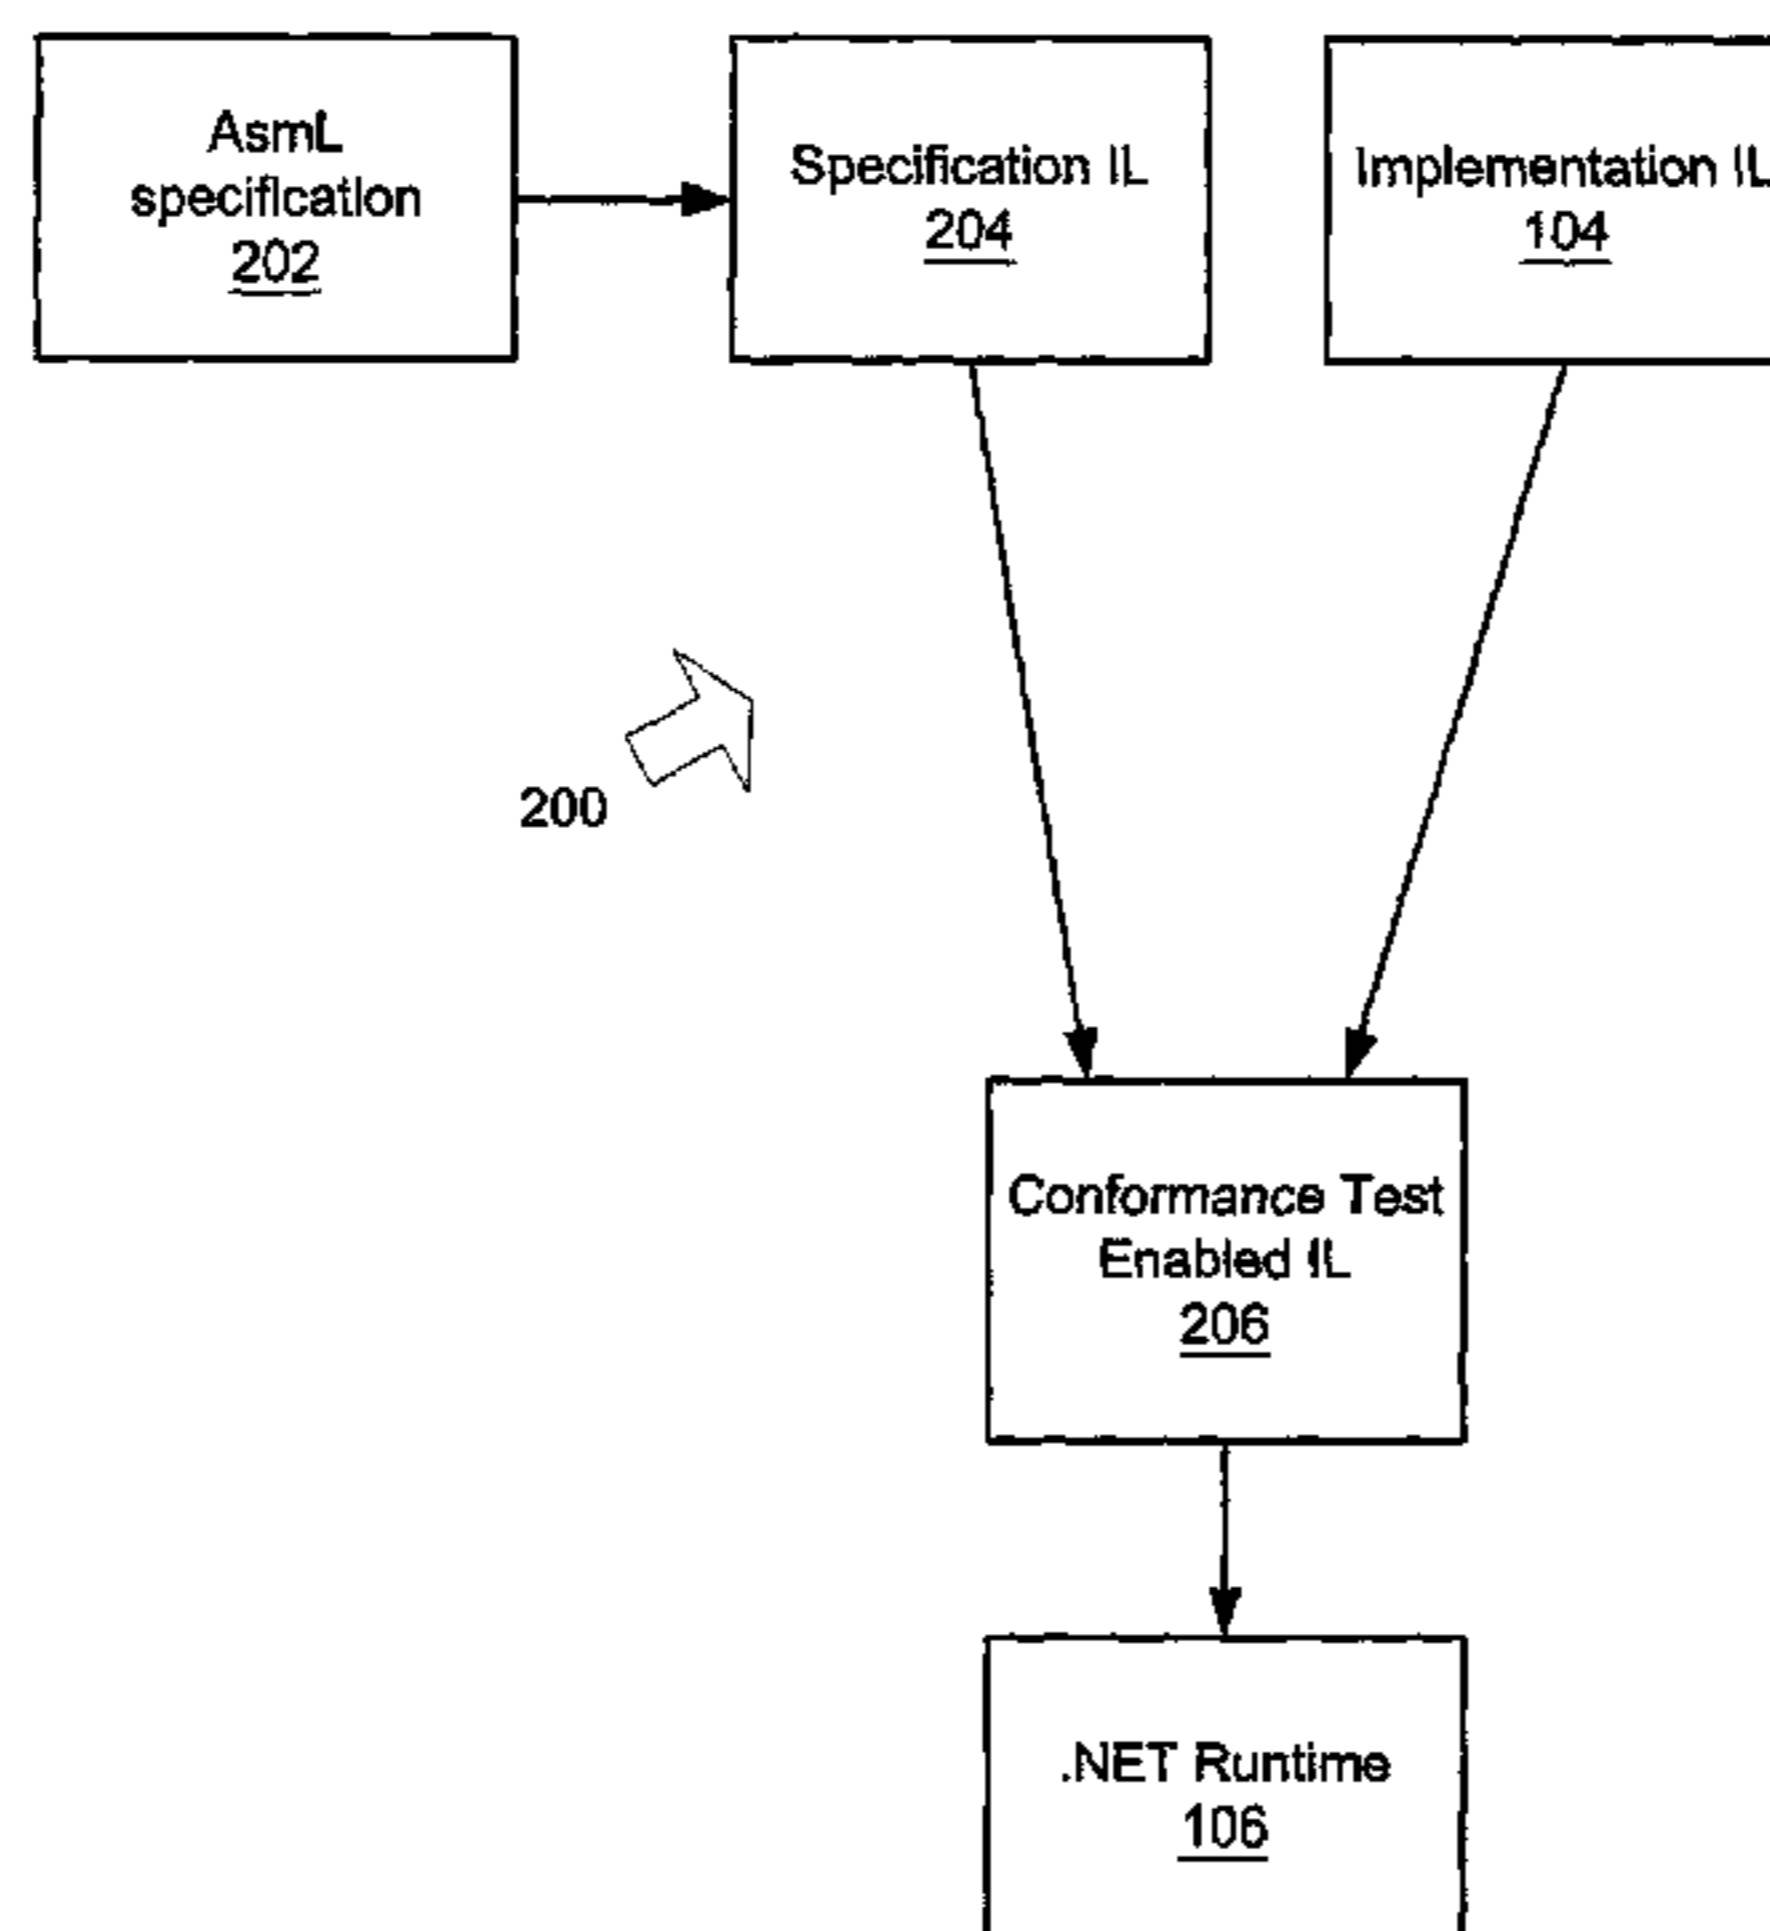 AsmL
specification
202
Specification IL
204
Implementation IL
104
200
Conformance Test
Enabled IL
206
.NET Runtime
106